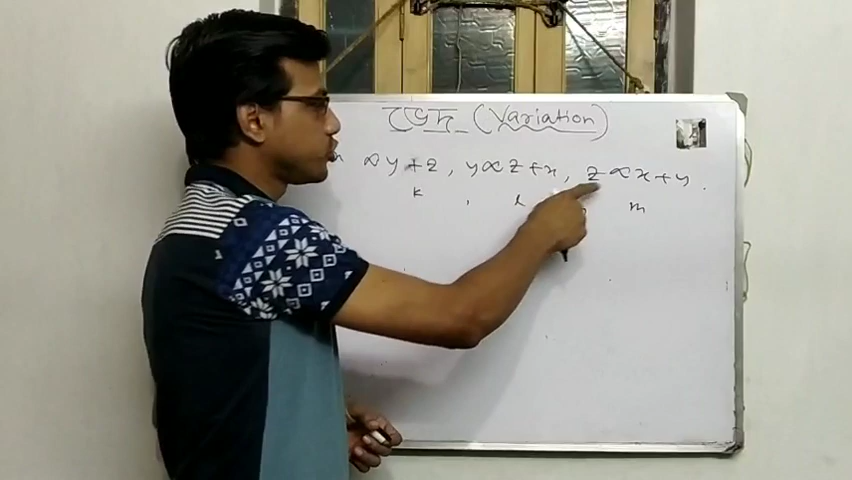 ভেদ (Variation)
x ∝ y + z, y ∝ z + x, z ∝ x + y.
k , l m